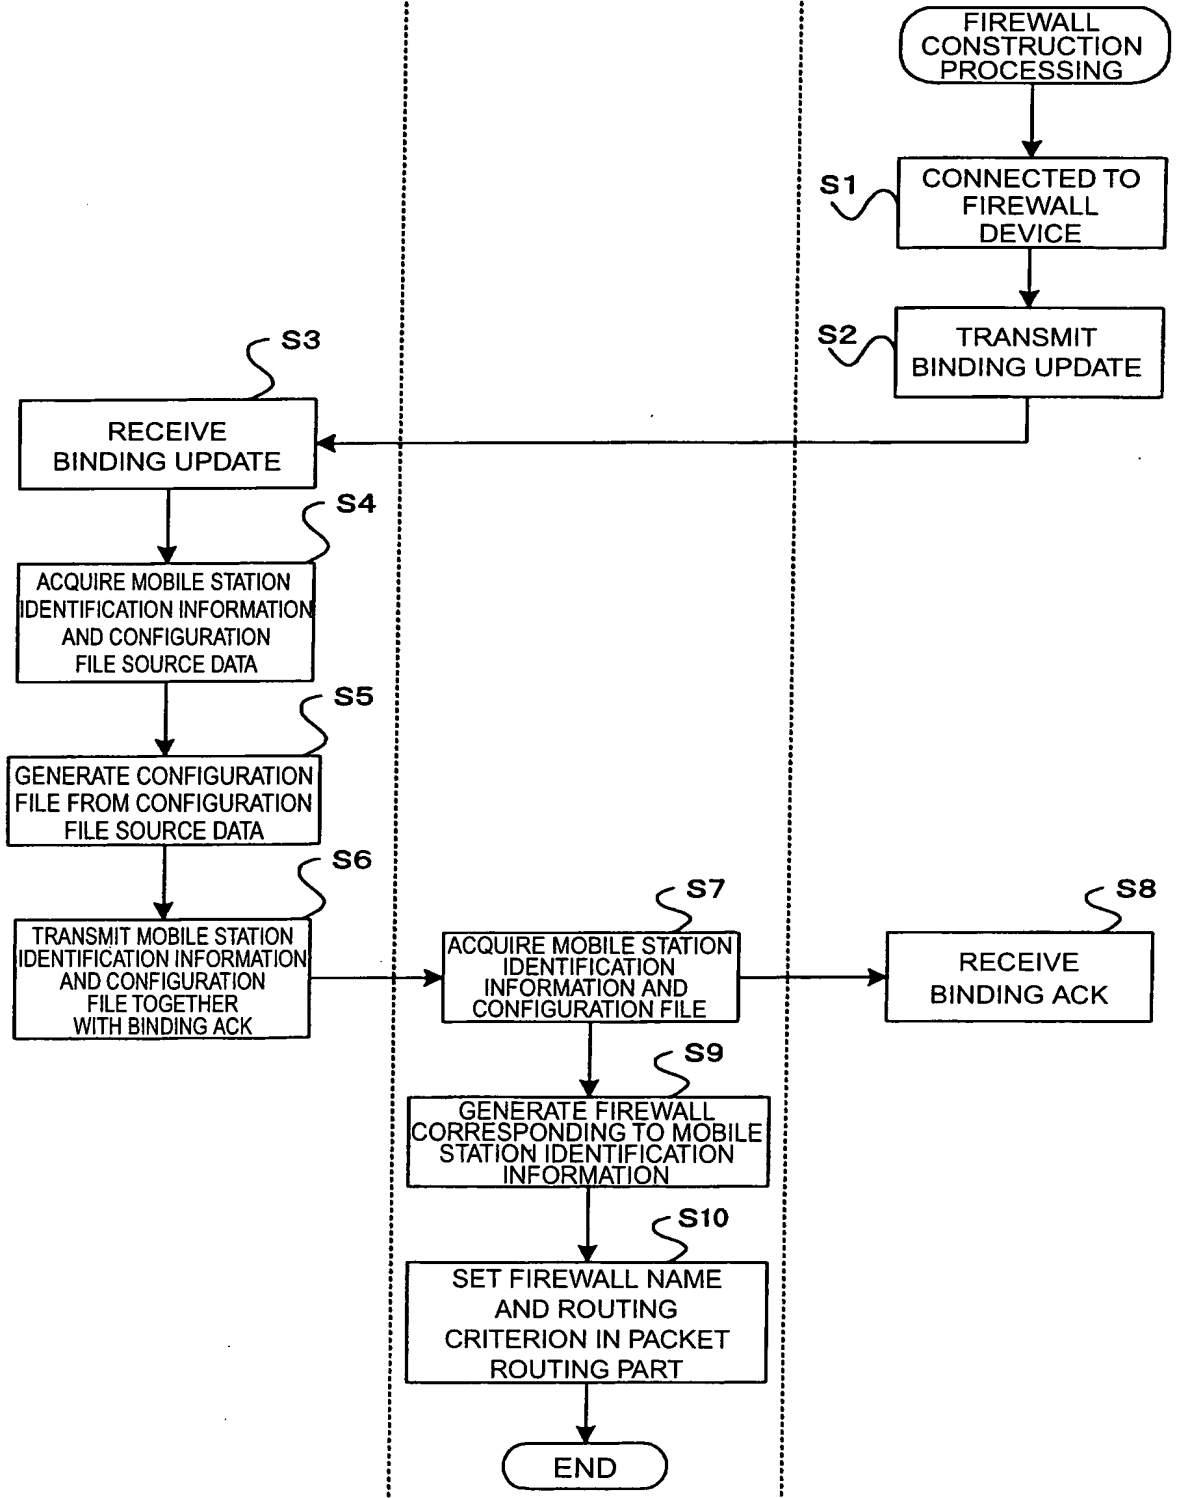 FIREWALL
CONSTRUCTION
PROCESSING
S1
CONNECTED TO
FIREWALL
DEVICE
S2
TRANSMIT
BINDING UPDATE
S3
RECEIVE
BINDING UPDATE
S4
ACQUIRE MOBILE STATION
IDENTIFICATION INFORMATION
AND CONFIGURATION
FILE SOURCE DATA
S5
GENERATE CONFIGURATION
FILE FROM CONFIGURATION
FILE SOURCE DATA
S6
TRANSMIT MOBILE STATION
IDENTIFICATION INFORMATION
AND CONFIGURATION
FILE TOGETHER
WITH BINDING ACK
S7
ACQUIRE MOBILE STATION
IDENTIFICATION
INFORMATION AND
CONFIGURATION FILE
S8
RECEIVE
BINDING ACK
S9
GENERATE FIREWALL
CORRESPONDING TO MOBILE
STATION IDENTIFICATION
INFORMATION
S10
SET FIREWALL NAME
AND ROUTING
CRITERION IN PACKET
ROUTING PART
END